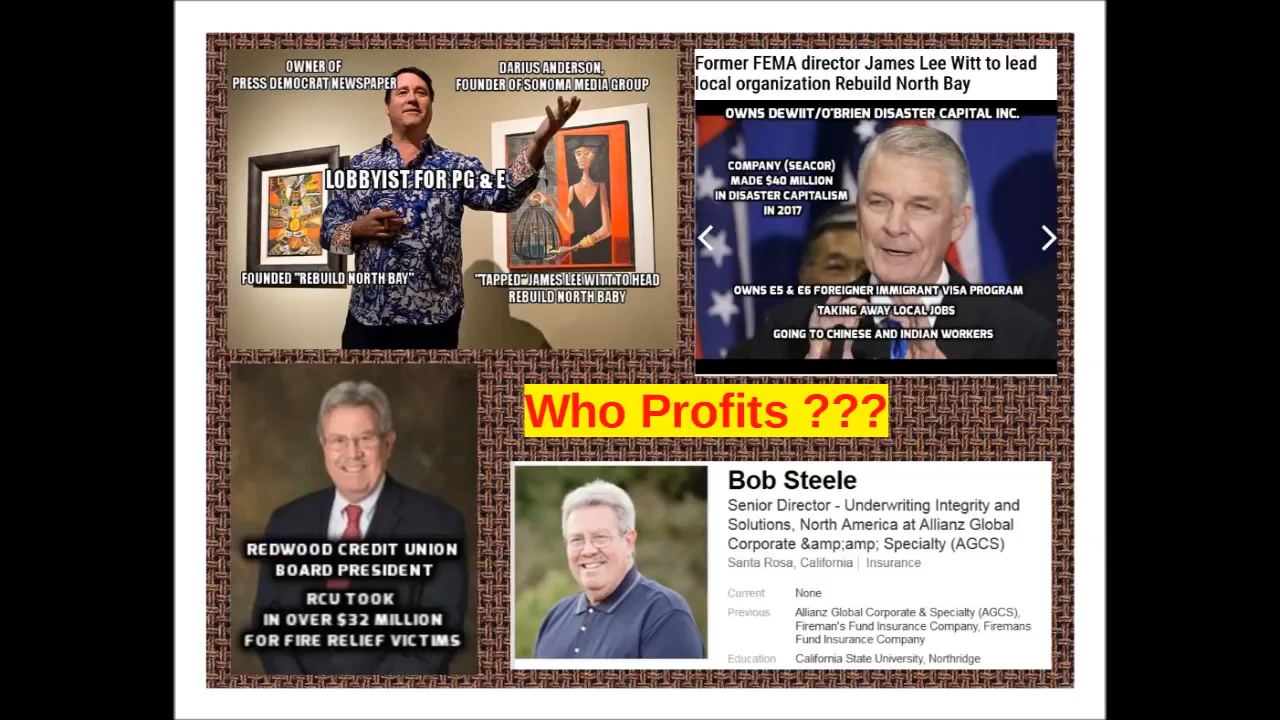 OWNER OF
PRESS DEMOCRAT NEWSPAPER
DARIUS ANDERSON,
FOUNDER OF SONOMA MEDIA GROUP
LOBBYIST FOR PG & E
FOUNDED "REBUILD NORTH BAY"
"TAPPED" JAMES LEE WITT TO HEAD
REBUILD NORTH BABY
Former FEMA director James Lee Witt to lead
local organization Rebuild North Bay
OWNS DEWIIT/O'BRIEN DISASTER CAPITAL INC.
COMPANY (SEACOR)
MADE $40 MILLION
IN DISASTER CAPITALISM
IN 2017
OWNS E5 & E6 FOREIGNER IMMIGRANT VISA PROGRAM
TAKING AWAY LOCAL JOBS
GOING TO CHINESE AND INDIAN WORKERS
Who Profits ???
REDWOOD CREDIT UNION
BOARD PRESIDENT
RCU TOOK
IN OVER $32 MILLION
FOR FIRE RELIEF VICTIMS
Bob Steele
Senior Director - Underwriting Integrity and
Solutions, North America at Allianz Global
Corporate &amp;amp; Specialty (AGCS)
Santa Rosa, California | Insurance
Current None
Previous Allianz Global Corporate & Specialty (AGCS),
Fireman's Fund Insurance Company, Firemans
Fund Insurance Company
Education California State University, Northridge